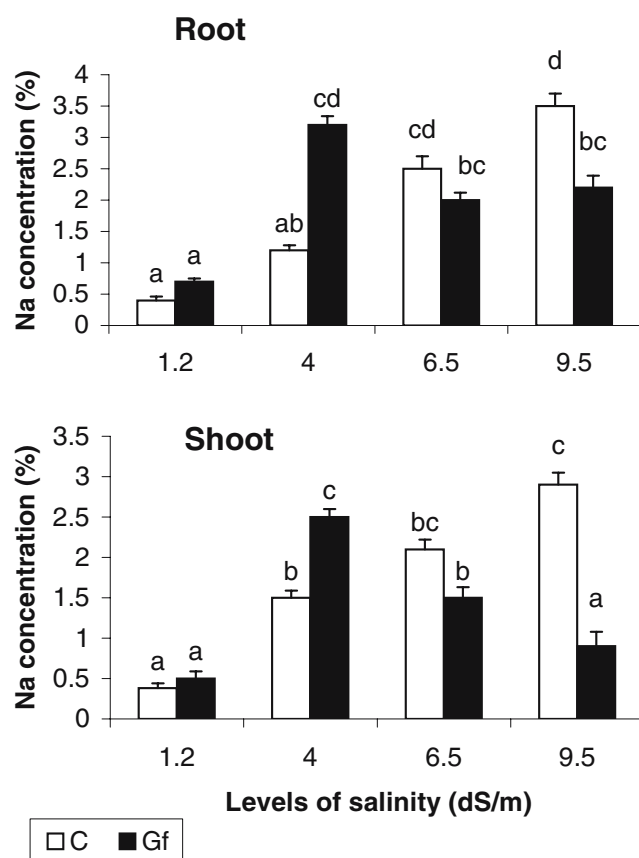 Root
Na concentration (%)
4
3.5
3
2.5
2
1.5
1
0.5
0
a a ab cd cd bc d bc
1.2 4 6.5 9.5
Shoot
Na concentration (%)
3.5
3
2.5
2
1.5
1
0.5
0
a a b c bc b c a
1.2 4 6.5 9.5
Levels of salinity (dS/m)
C Gf